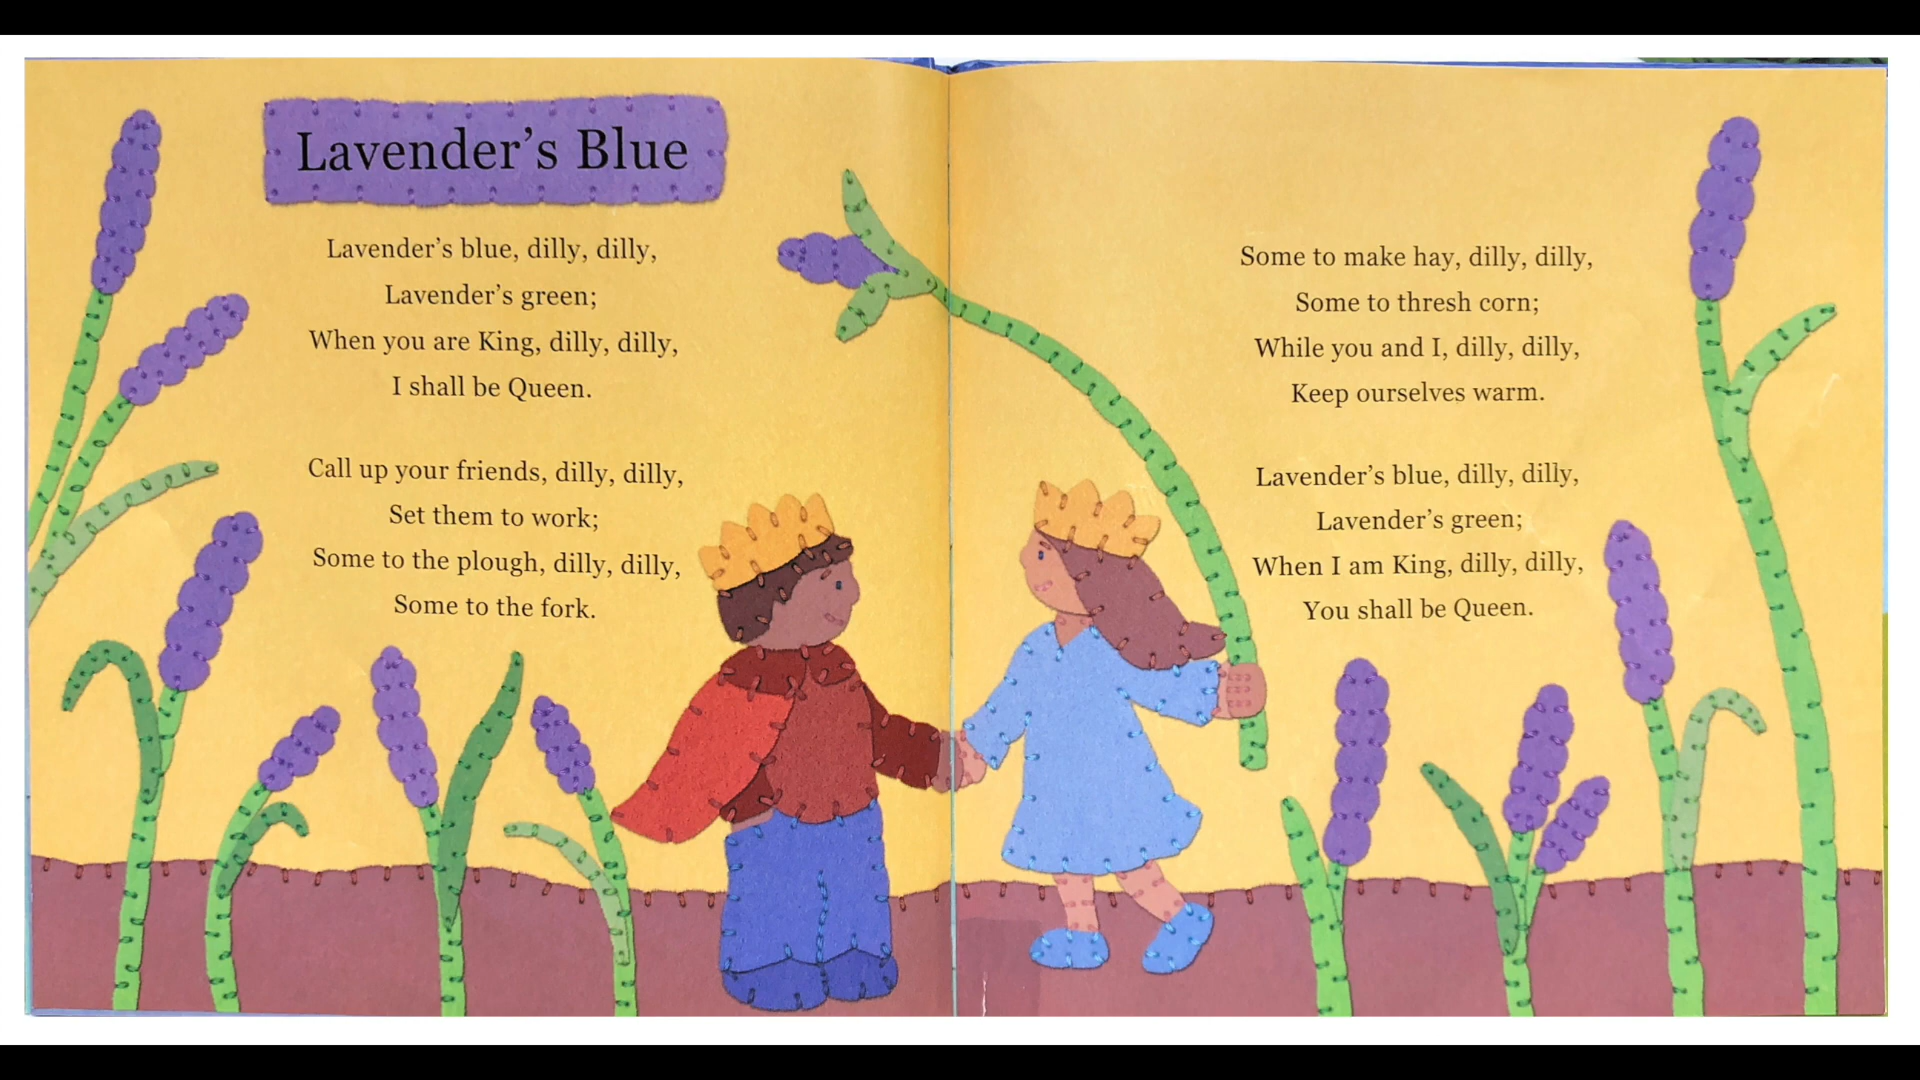 Lavender’s Blue
Lavender’s blue, dilly, dilly,
Lavender’s green;
When you are King, dilly, dilly,
I shall be Queen.
Call up your friends, dilly, dilly,
Set them to work;
Some to the plough, dilly, dilly,
Some to the fork.
Some to make hay, dilly, dilly,
Some to thresh corn;
While you and I, dilly, dilly,
Keep ourselves warm.
Lavender’s blue, dilly, dilly,
Lavender’s green;
When I am King, dilly, dilly,
You shall be Queen.